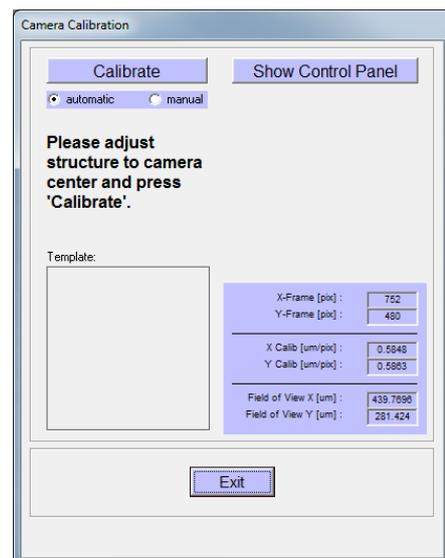 Camera Calibration
Calibrate
Show Control Panel
automatic
manual
Please adjust
structure to camera
center and press
'Calibrate'.
Template:
X-Frame [pix] : 752
Y-Frame [pix] : 480
X Calib [um/pix] : 0.5848
Y Calib [um/pix] : 0.5863
Field of View X [um] : 439.7696
Field of View Y [um] : 281.424
Exit